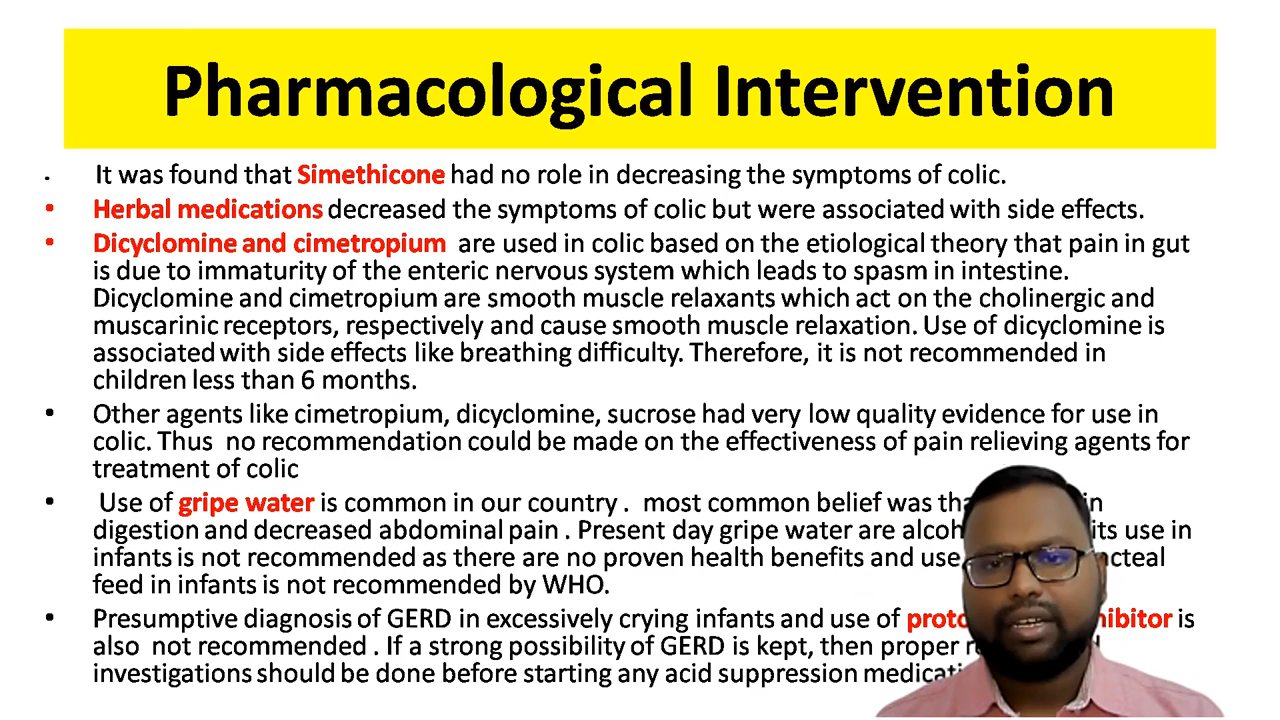 Pharmacological Intervention
• It was found that Simethicone had no role in decreasing the symptoms of colic.
• Herbal medications decreased the symptoms of colic but were associated with side effects.
• Dicyclomine and cimetropium are used in colic based on the etiological theory that pain in gut
is due to immaturity of the enteric nervous system which leads to spasm in intestine.
Dicyclomine and cimetropium are smooth muscle relaxants which act on the cholinergic and
muscarinic receptors, respectively and cause smooth muscle relaxation. Use of dicyclomine is
associated with side effects like breathing difficulty. Therefore, it is not recommended in
children less than 6 months.
• Other agents like cimetropium, dicyclomine, sucrose had very low quality evidence for use in
colic. Thus no recommendation could be made on the effectiveness of pain relieving agents for
treatment of colic
• Use of gripe water is common in our country . most common belief was in
digestion and decreased abdominal pain . Present day gripe water are its use in
infants is not recommended as there are no proven health benefits and use
feed in infants is not recommended by WHO.
• Presumptive diagnosis of GERD in excessively crying infants and use of is
also not recommended . If a strong possibility of GERD is kept, then proper
investigations should be done before starting any acid suppression